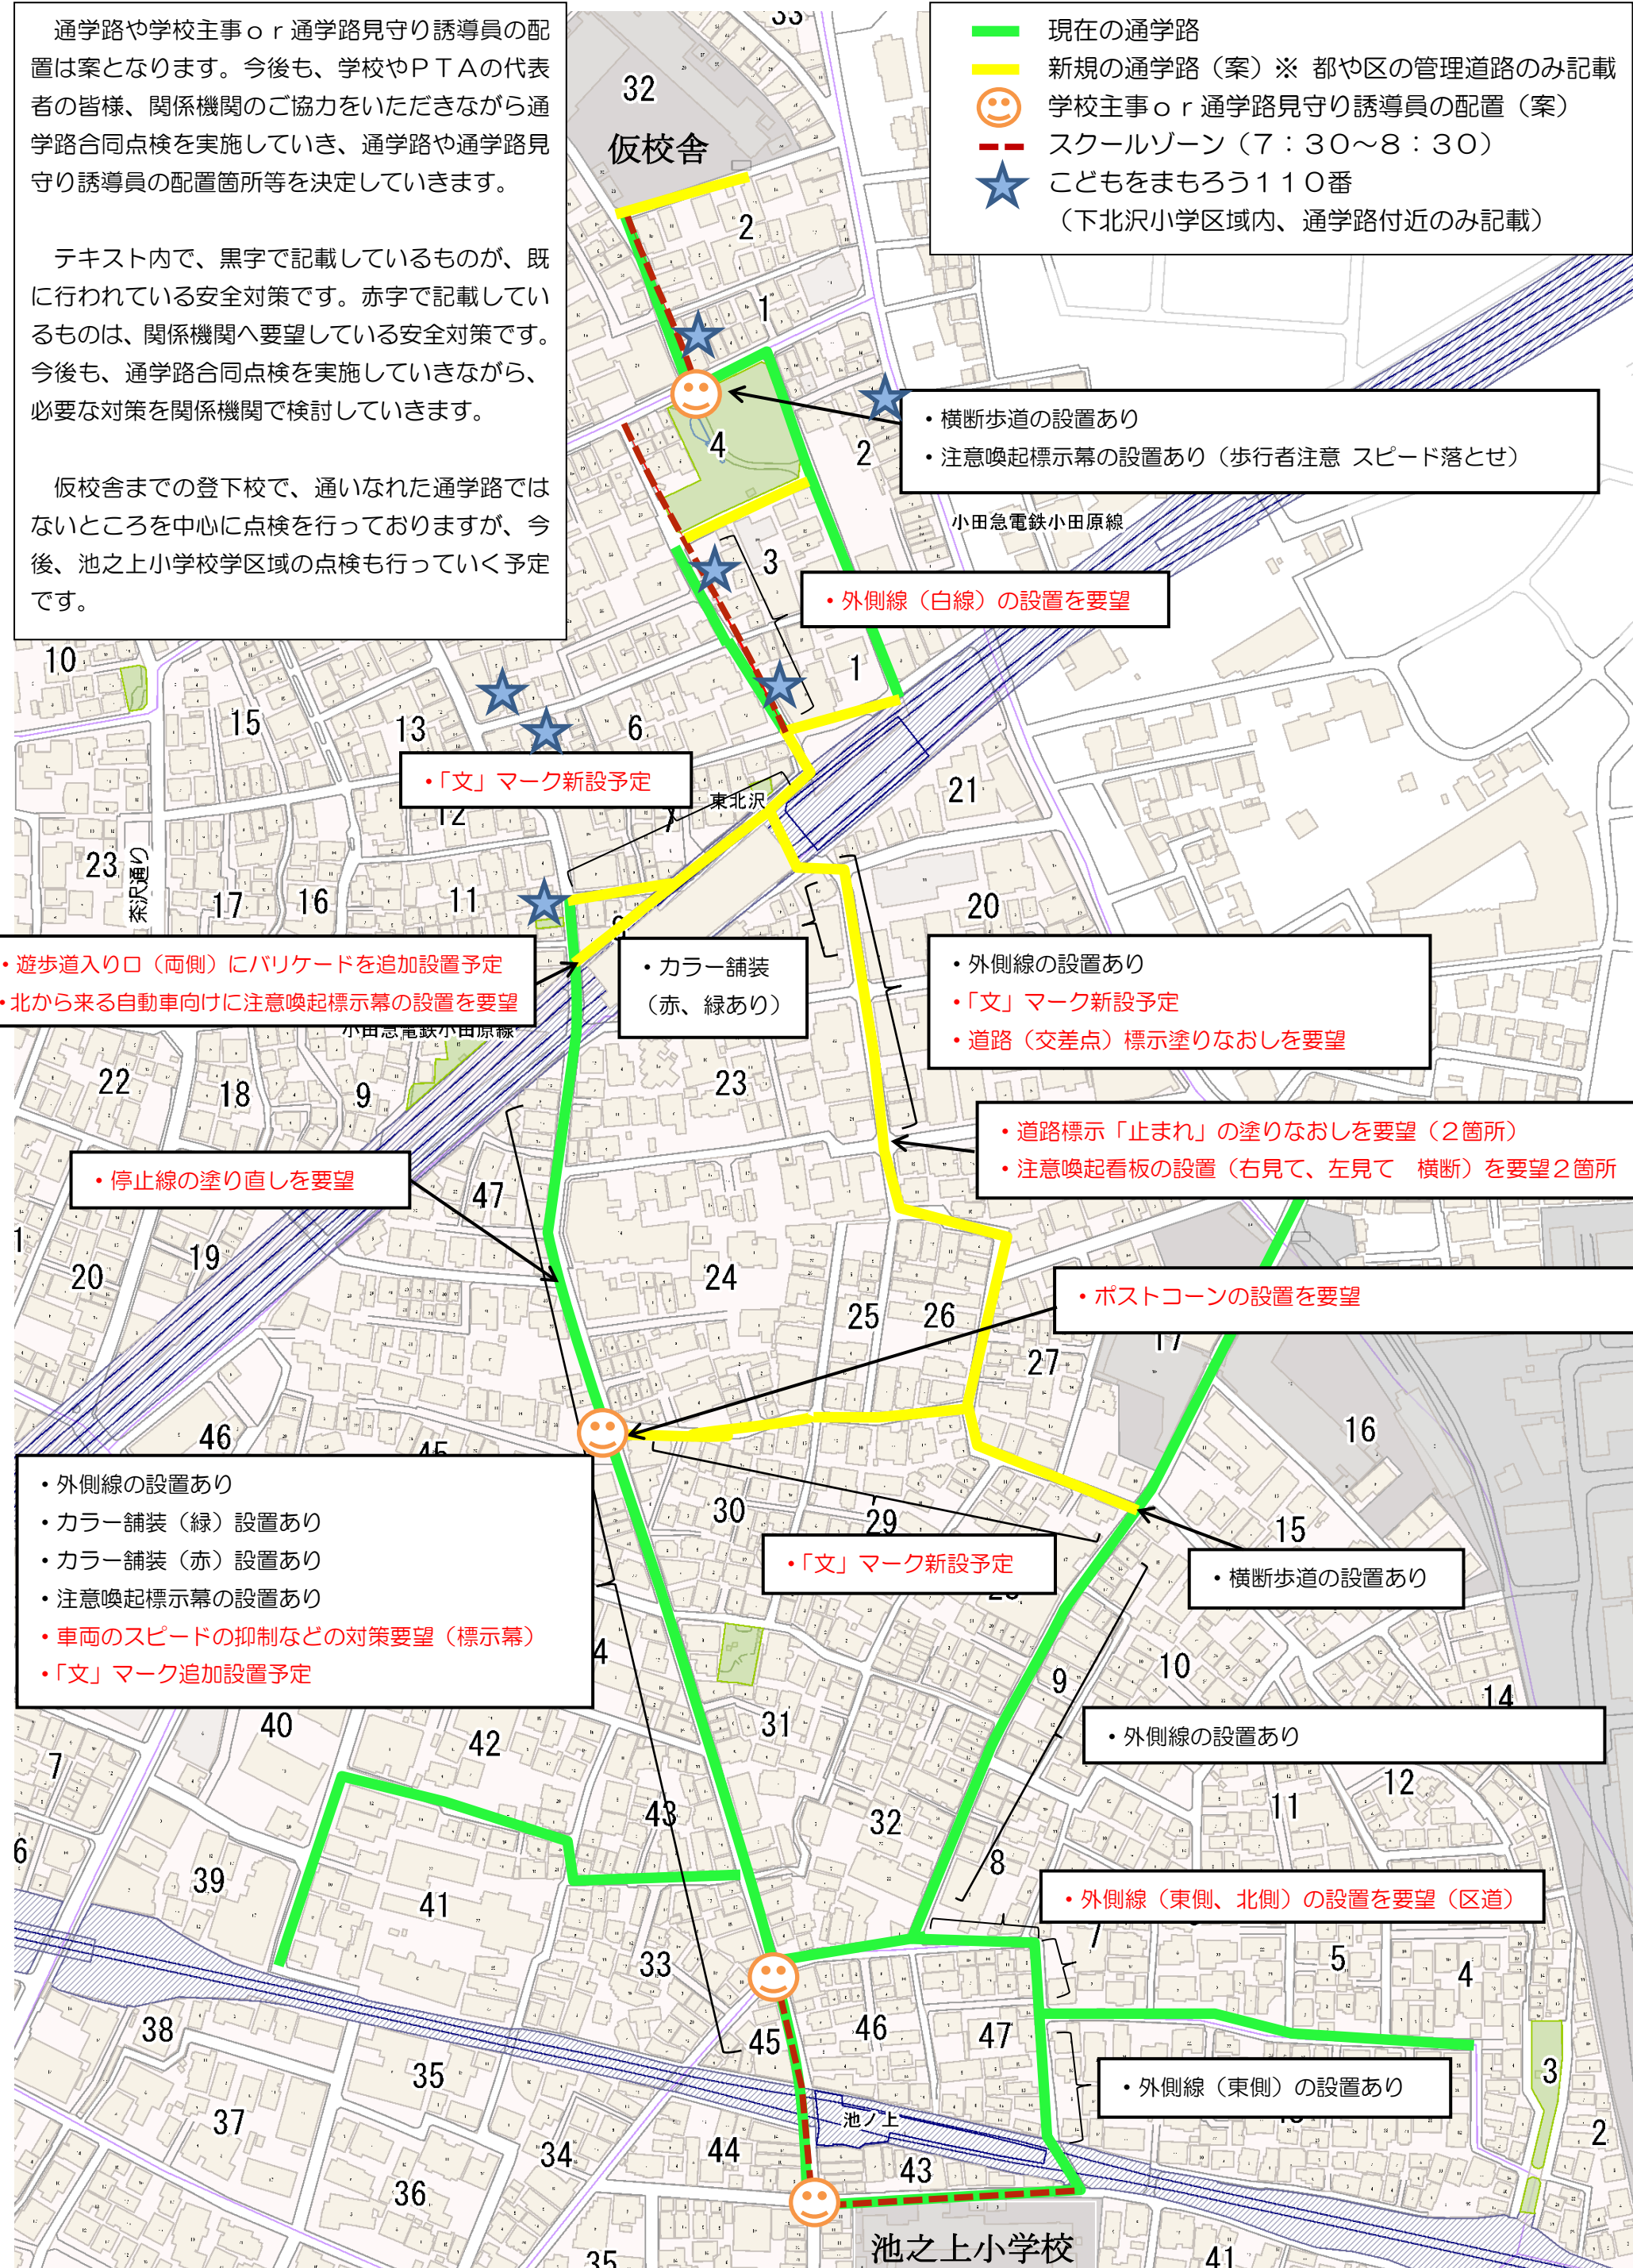 通学路や学校主事ｏｒ通学路見守り誘導員の配
置は案となります。今後も、学校やＰＴＡの代表
者の皆様、関係機関のご協力をいただきながら通
学路合同点検を実施していき、通学路や通学路見
守り誘導員の配置箇所等を決定していきます。
テキスト内で、黒字で記載しているものが、既
に行われている安全対策です。赤字で記載してい
るものは、関係機関へ要望している安全対策です。
今後も、通学路合同点検を実施していきながら、
必要な対策を関係機関で検討していきます。
仮校舎までの登下校で、通いなれた通学路では
ないところを中心に点検を行っておりますが、今
後、池之上小学校学区域の点検も行っていく予定
です。
現在の通学路
新規の通学路（案）※ 都や区の管理道路のみ記載
学校主事ｏｒ通学路見守り誘導員の配置（案）
スクールゾーン（７：３０～８：３０）
こどもをまもろう１１０番
（下北沢小学区域内、通学路付近のみ記載）
33
32
仮校舎
2
1
4
2
・横断歩道の設置あり
・注意喚起標示幕の設置あり（歩行者注意 スピード落とせ）
小田急電鉄小田原線
3
・外側線（白線）の設置を要望
1
10
15
13
6
・「文」マーク新設予定
12
7
東北沢
21
23
茶沢通り
17
16
11
20
9
・遊歩道入り口（両側）にバリケードを追加設置予定
・北から来る自動車向けに注意喚起標示幕の設置を要望
小田急電鉄小田原線
・カラー舗装
（赤、緑あり）
・外側線の設置あり
・「文」マーク新設予定
・道路（交差点）標示塗りなおしを要望
22
18
9
23
・道路標示「止まれ」の塗りなおしを要望（２箇所）
・注意喚起看板の設置（右見て、左見て　横断）を要望２箇所
・停止線の塗り直しを要望
47
1
20
19
24
25
26
27
・ポストコーンの設置を要望
17
16
46
45
・外側線の設置あり
・カラー舗装（緑）設置あり
・カラー舗装（赤）設置あり
・注意喚起標示幕の設置あり
・車両のスピードの抑制などの対策要望（標示幕）
・「文」マーク追加設置予定
30
29
・「文」マーク新設予定
15
・横断歩道の設置あり
4
9
10
14
・外側線の設置あり
40
42
31
7
12
11
43
32
6
39
41
8
・外側線（東側、北側）の設置を要望（区道）
7
33
5
4
38
45
46
47
35
・外側線（東側）の設置あり
3
2
37
池ノ上
44
34
43
36
35
池之上小学校
41